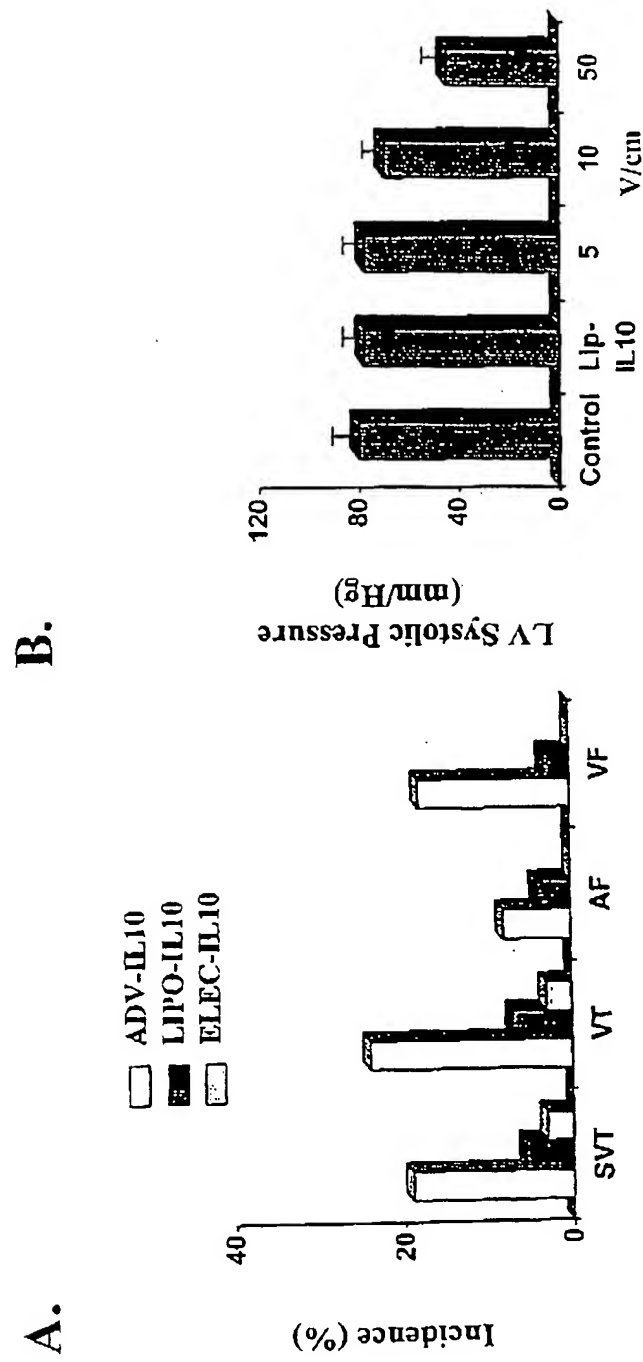 A.
Incidence (%)
40
20
0
SVT
VT
AF
VF
ADV-IL10
LIPO-IL10
ELEC-IL10
B.
LV Systolic Pressure
(mm/Hg)
120
80
40
0
Control
Lip-
IL10
5
10
50
V/cm